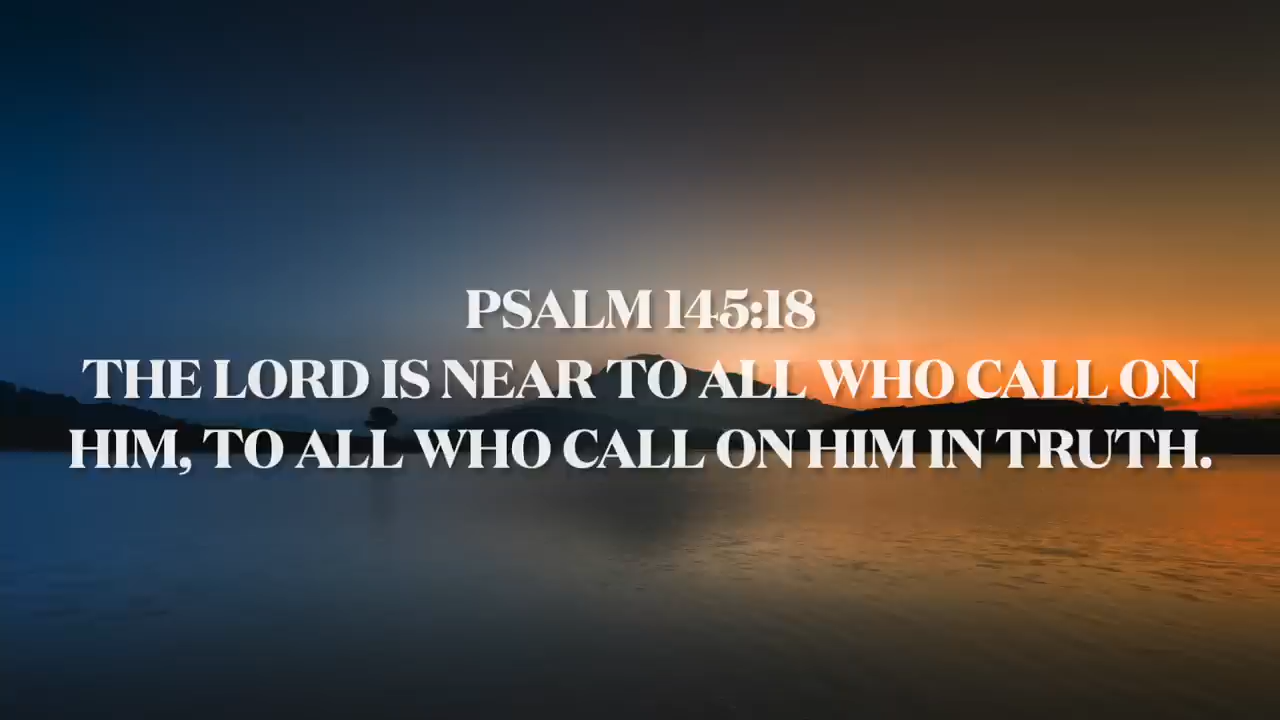 PSALM 145:18
THE LORD IS NEAR TO ALL WHO CALL ON
HIM, TO ALL WHO CALL ON HIM IN TRUTH.